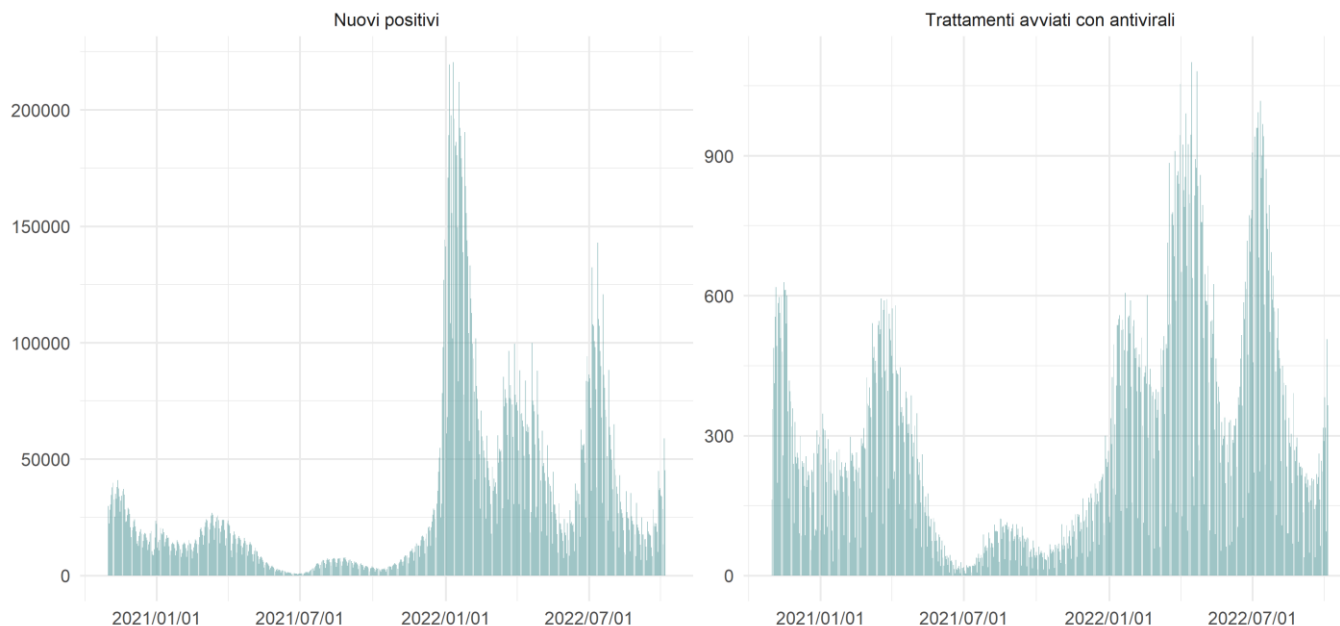 Nuovi positivi
200000
150000
100000
50000
0
2021/01/01 2021/07/01 2022/01/01 2022/07/01
Trattamenti avviati con antivirali
900
600
300
0
2021/01/01 2021/07/01 2022/01/01 2022/07/01